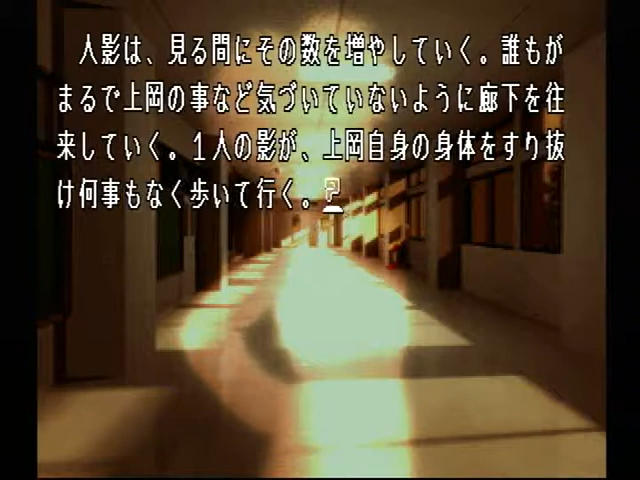 人影は、見る間にその数を増やしていく。誰もが
まるで上岡の事など気づいていないように廊下を往
来していく。１人の影が、上岡自身の身体をすり抜
け何事もなく歩いて行く。